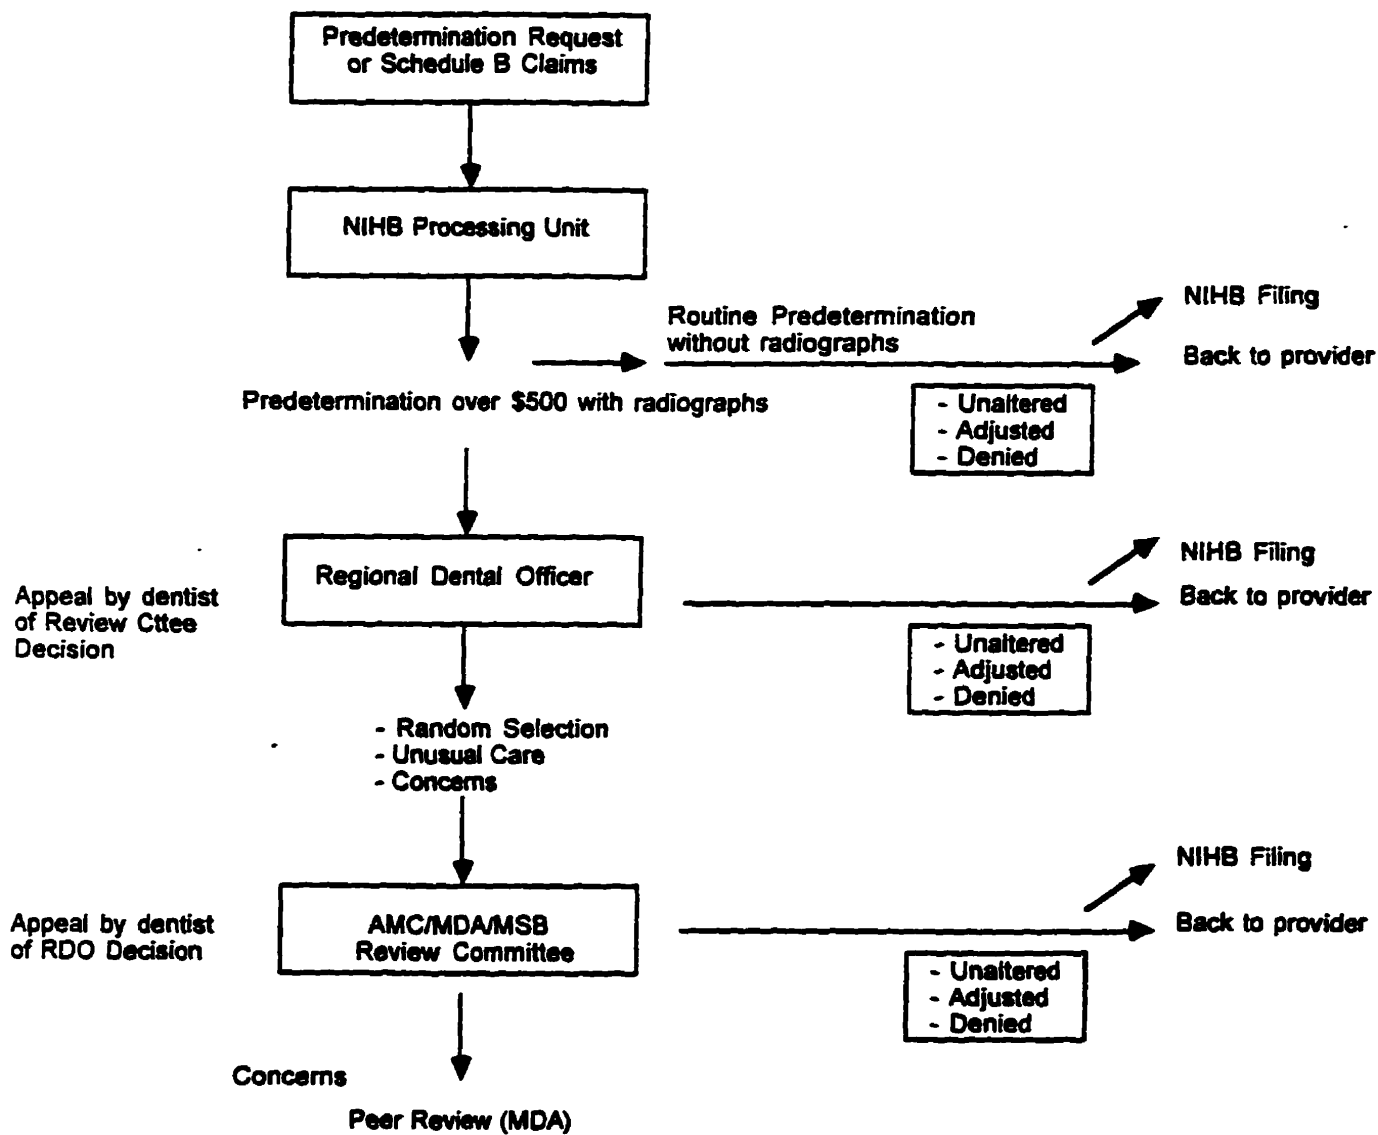 Predetermination Request
or Schedule B Claims
NIHB Processing Unit
Routine Predetermination
without radiographs
NIHB Filing
Back to provider
Predetermination over $500 with radiographs
- Unaltered
- Adjusted
- Denied
Regional Dental Officer
NIHB Filing
Back to provider
Appeal by dentist
of Review Cttee
Decision
- Unaltered
- Adjusted
- Denied
- Random Selection
- Unusual Care
- Concerns
NIHB Filing
Back to provider
Appeal by dentist
of RDO Decision
AMC/MDA/MSB
Review Committee
- Unaltered
- Adjusted
- Denied
Concerns
Peer Review (MDA)